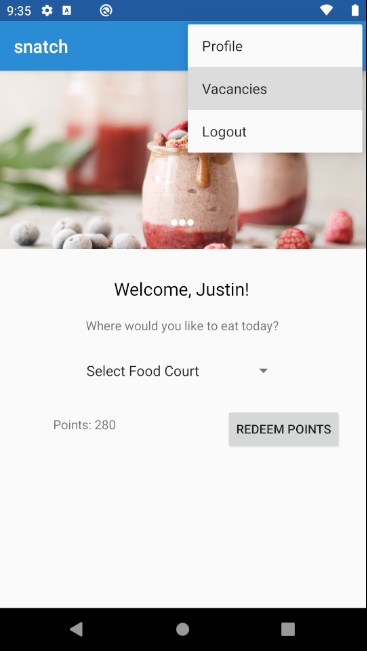 9:35
snatch
Profile
Vacancies
Logout
Welcome, Justin!
Where would you like to eat today?
Select Food Court
Points: 280
REDEEM POINTS